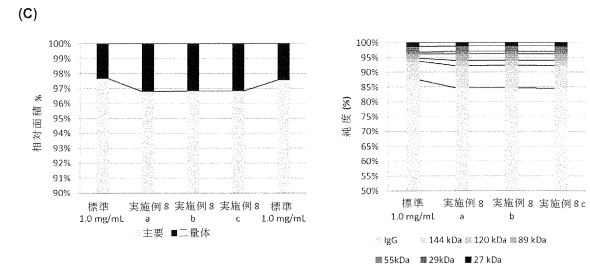 (C)
相対面積 %
100%
99%
98%
97%
96%
95%
94%
93%
92%
91%
90%
標準 実施例 8 実施例 8 実施例 8 標準
1.0 mg/mL a b c 1.0 mg/mL
主要 二量体
純度 (%)
100%
95%
90%
85%
80%
75%
70%
65%
60%
55%
50%
標準 実施例 8 実施例 8 実施例 8 c
1.0 mg/mL a b
IgG 144 kDa 120 kDa 89 kDa
55kDa 29kDa 27 kDa